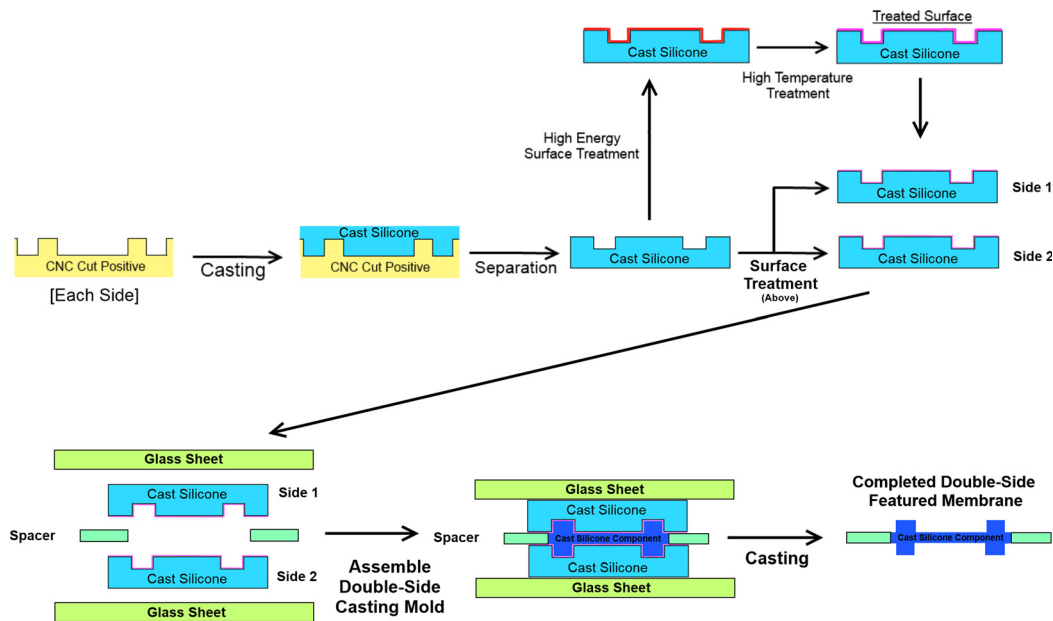 Treated Surface
Cast Silicone
Cast Silicone
High Temperature
Treatment
High Energy
Surface Treatment
Cast Silicone
Side 1
CNC Cut Positive
[Each Side]
Casting
Cast Silicone
CNC Cut Positive
Separation
Cast Silicone
Surface
Treatment
(Above)
Cast Silicone
Side 2
Glass Sheet
Cast Silicone
Side 1
Spacer
Cast Silicone
Side 2
Glass Sheet
Assemble
Double-Side
Casting Mold
Glass Sheet
Cast Silicone
Spacer
Cast Silicone Component
Cast Silicone
Glass Sheet
Casting
Completed Double-Side
Featured Membrane
Cast Silicone Component